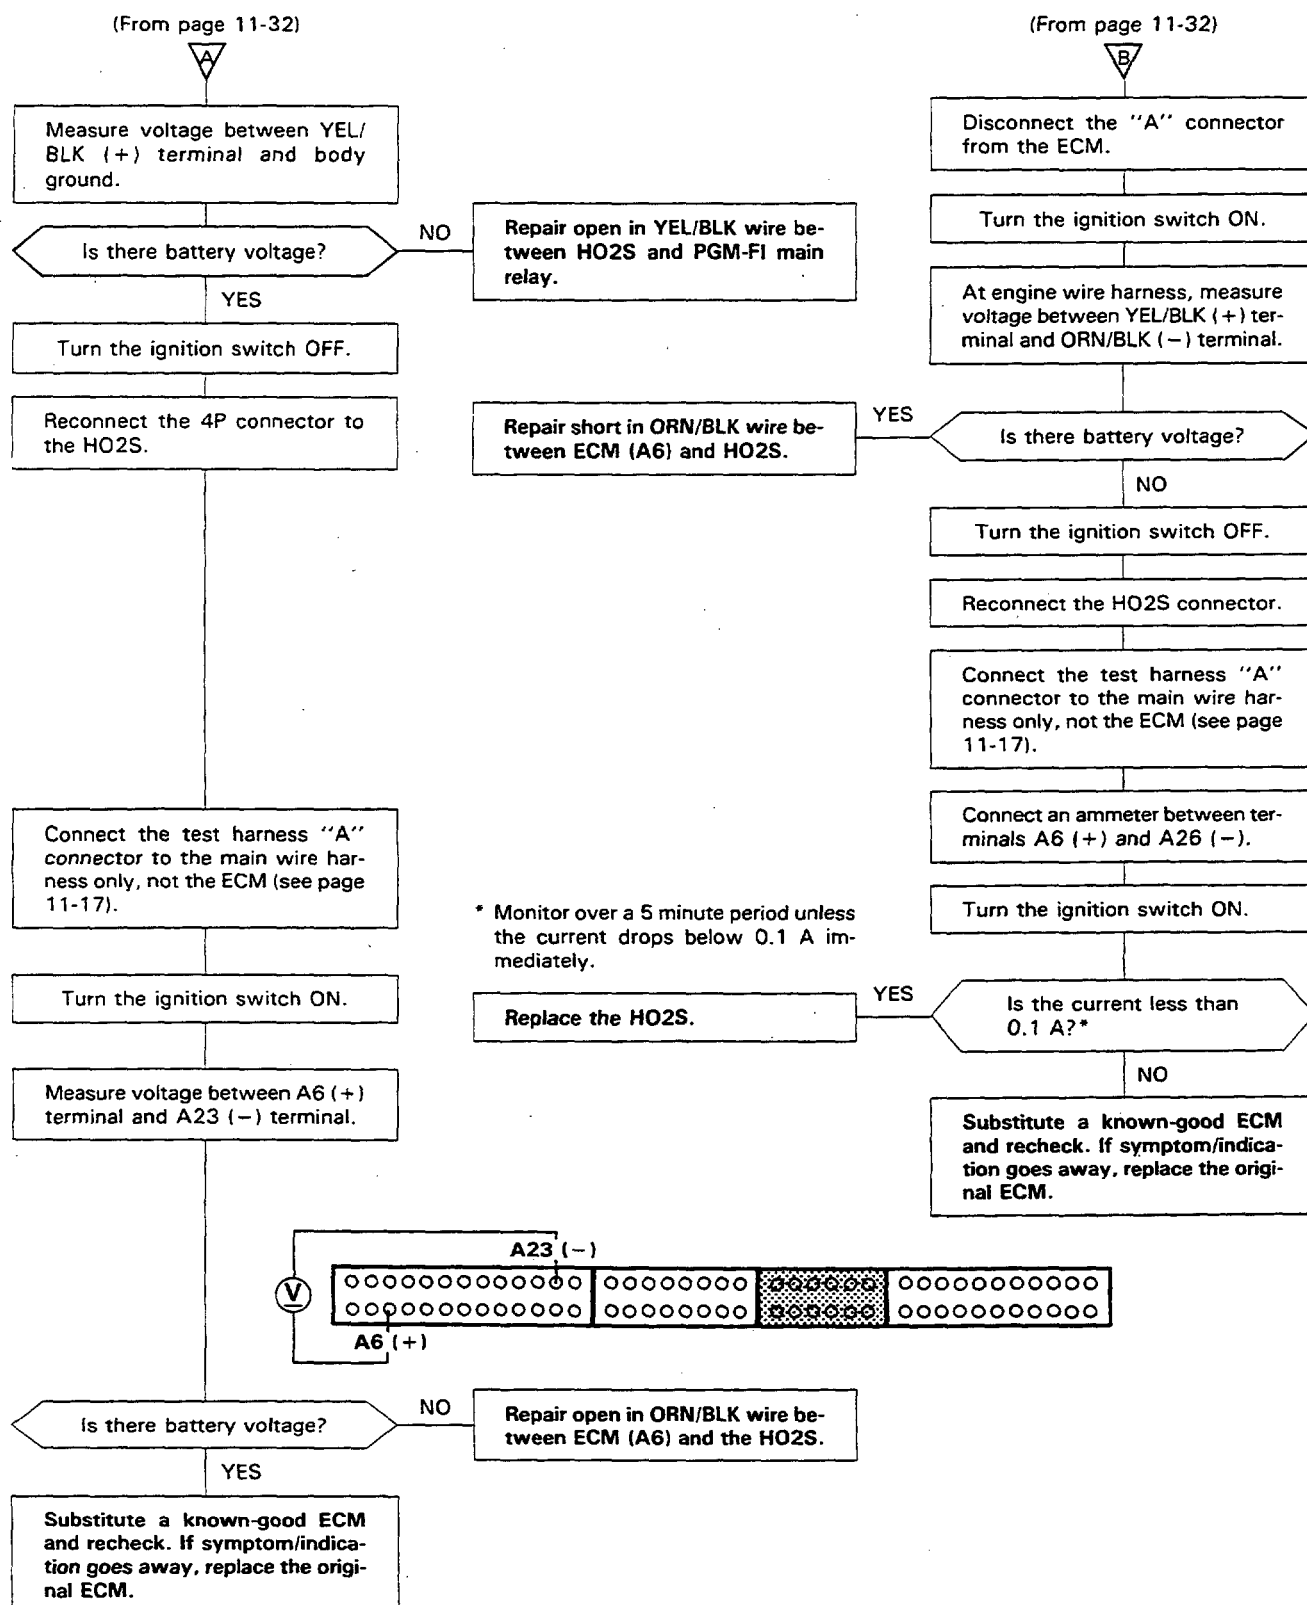 (From page 11-32)
A
Measure voltage between YEL/
BLK (+) terminal and body
ground.
Is there battery voltage?
NO
Repair open in YEL/BLK wire be-
tween HO2S and PGM-FI main
relay.
YES
Turn the ignition switch OFF.
Reconnect the 4P connector to
the HO2S.
Connect the test harness "A"
connector to the main wire har-
ness only, not the ECM (see page
11-17).
Turn the ignition switch ON.
Measure voltage between A6 (+)
terminal and A23 (−) terminal.
A23 (−)
V
A6 (+)
Is there battery voltage?
NO
Repair open in ORN/BLK wire be-
tween ECM (A6) and the HO2S.
YES
Substitute a known-good ECM
and recheck. If symptom/indica-
tion goes away, replace the origi-
nal ECM.
(From page 11-32)
B
Disconnect the "A" connector
from the ECM.
Turn the ignition switch ON.
At engine wire harness, measure
voltage between YEL/BLK (+) ter-
minal and ORN/BLK (−) terminal.
Is there battery voltage?
YES
Repair short in ORN/BLK wire be-
tween ECM (A6) and HO2S.
NO
Turn the ignition switch OFF.
Reconnect the HO2S connector.
Connect the test harness "A"
connector to the main wire har-
ness only, not the ECM (see page
11-17).
Connect an ammeter between ter-
minals A6 (+) and A26 (−).
Turn the ignition switch ON.
* Monitor over a 5 minute period unless
the current drops below 0.1 A im-
mediately.
Is the current less than
0.1 A?*
YES
Replace the HO2S.
NO
Substitute a known-good ECM
and recheck. If symptom/indica-
tion goes away, replace the origi-
nal ECM.